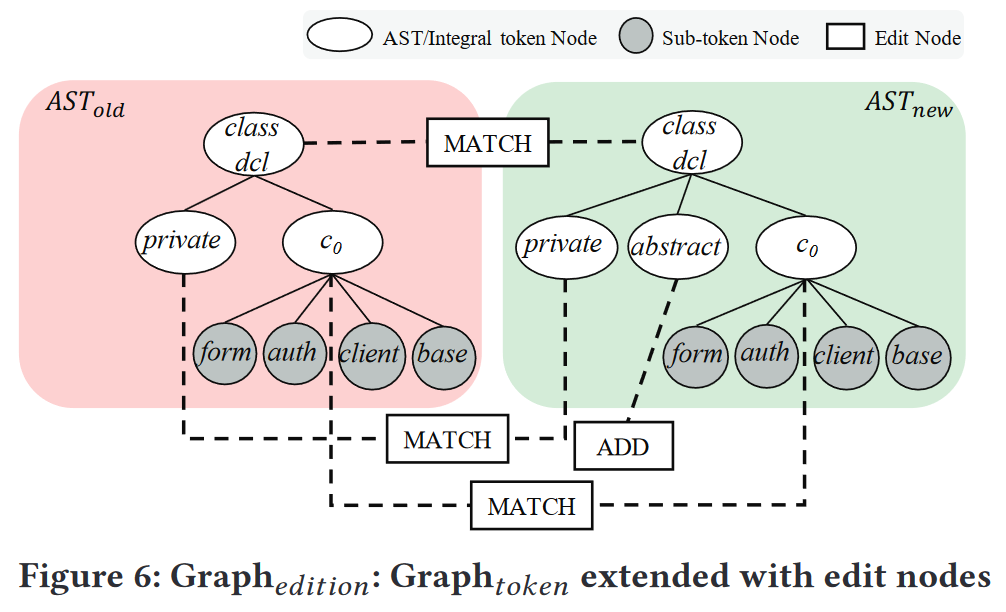 AST/Integral token Node
Sub-token Node
Edit Node
AST_old
AST_new
class
dcl
MATCH
class
dcl
private
c_0
private
abstract
c_0
form
auth
client
base
form
auth
client
base
MATCH
ADD
MATCH
Figure 6: Graph_edition: Graph_token extended with edit nodes